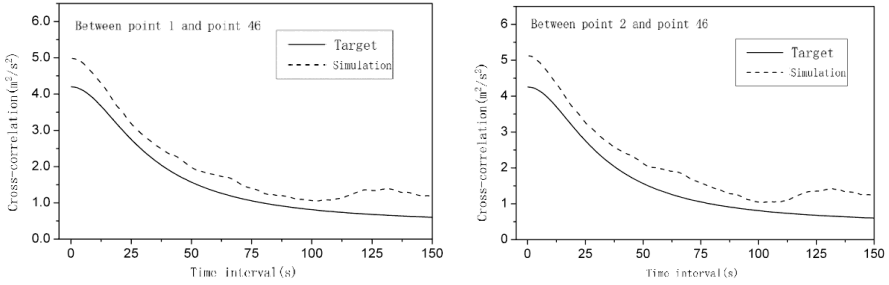 6.0
Between point 1 and point 46
Target
Simulation
5.0
4.0
3.0
2.0
1.0
0.0
Cross-correlation(m²/s²)
0 25 50 75 100 125 150
Time interval(s)
6
Between point 2 and point 46
Target
Simulation
5
4
3
2
1
0
Cross-correlation(m²/s²)
0 25 50 75 100 125 150
Time interval(s)